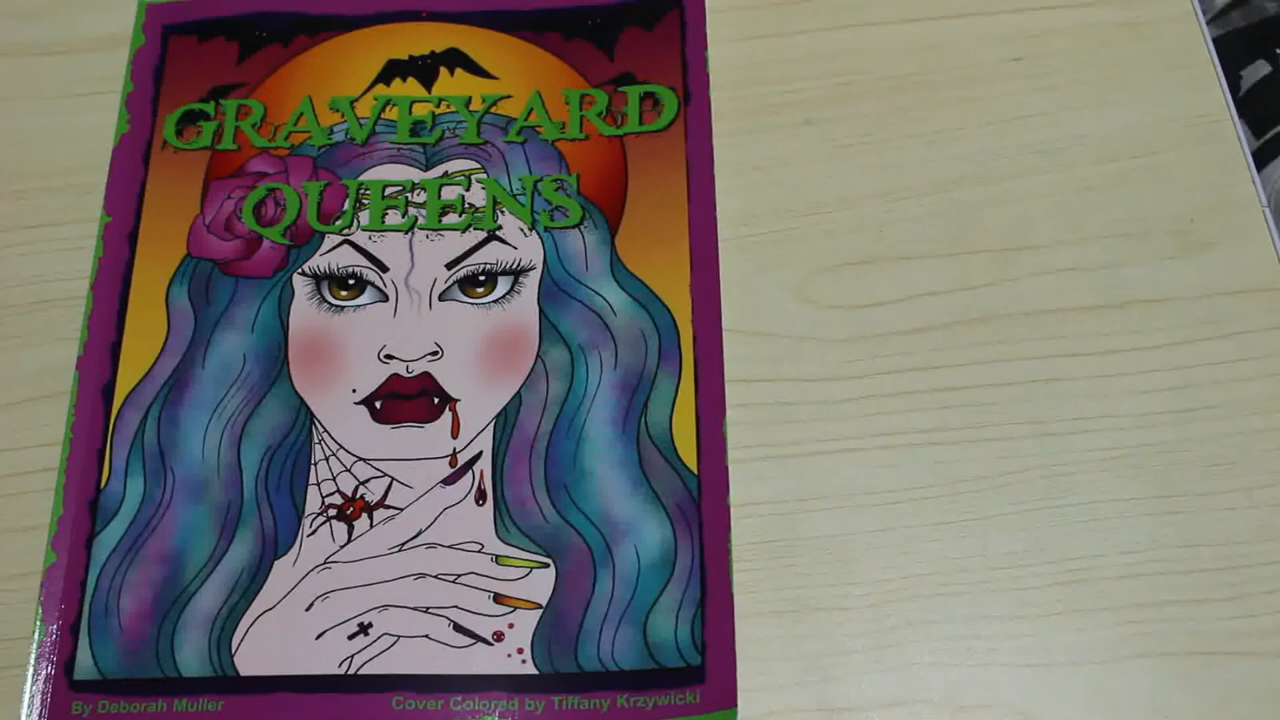 GRAVEYARD
QUEENS
By Deborah Muller
Cover Colored by Tiffany Krzywicki